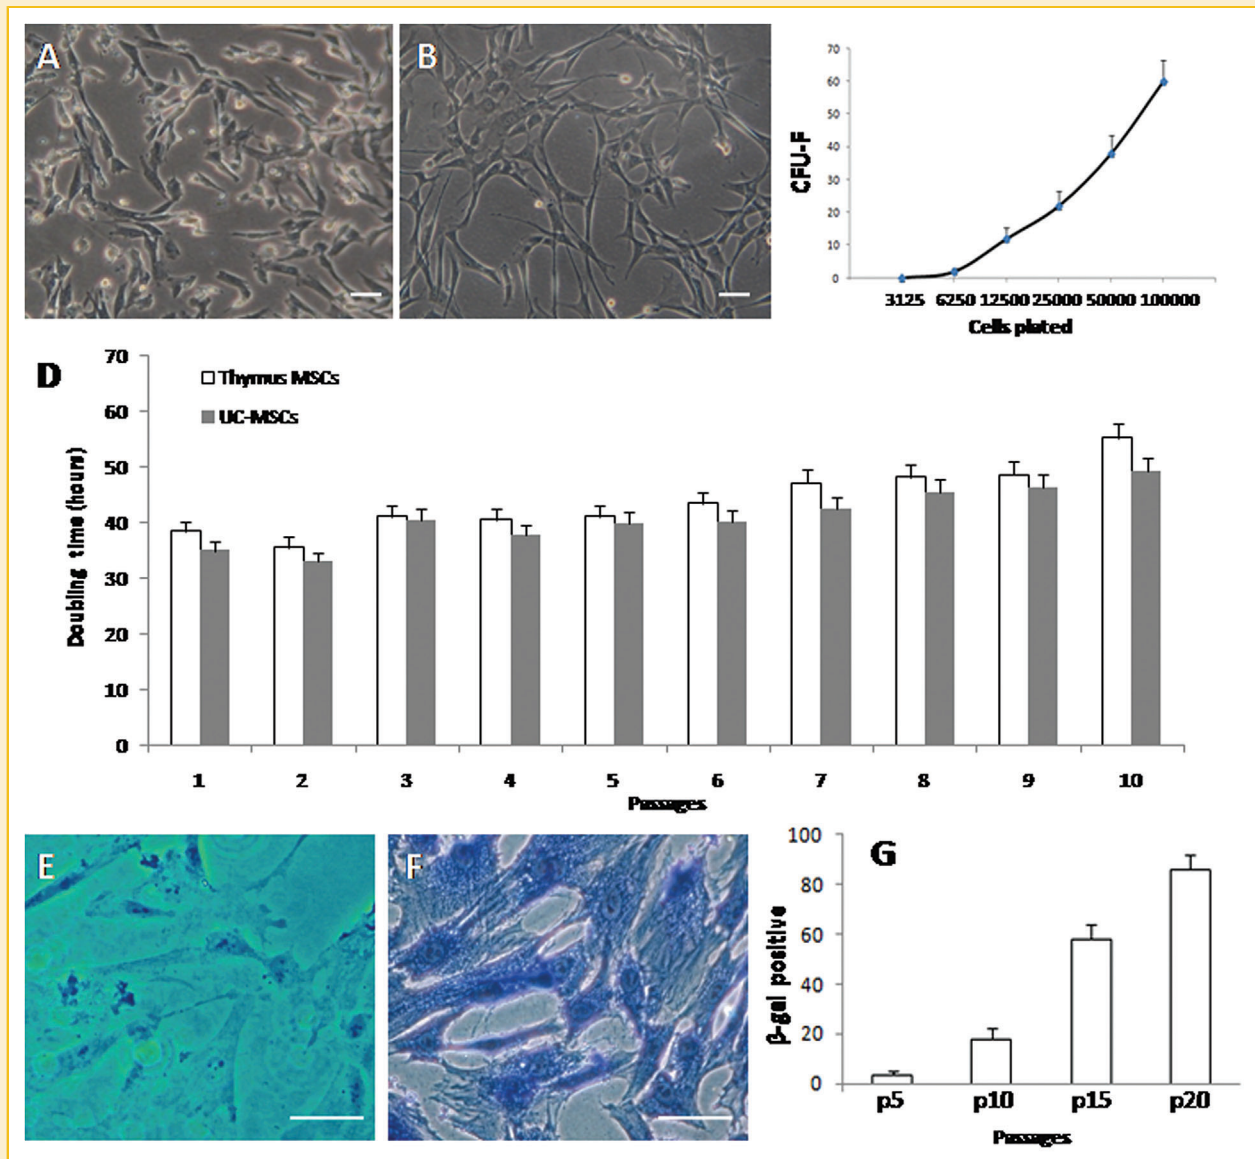 A
B
CFU-F
70
60
50
40
30
20
10
0
3125 6250 12500 25000 50000 100000
Cells plated
D
Thymus MSCs
UC-MSCs
Doubling time (hours)
70
60
50
40
30
20
10
0
1 2 3 4 5 6 7 8 9 10
Passages
E
F
G
β-gal positive
100
80
60
40
20
0
p5 p10 p15 p20
Passages